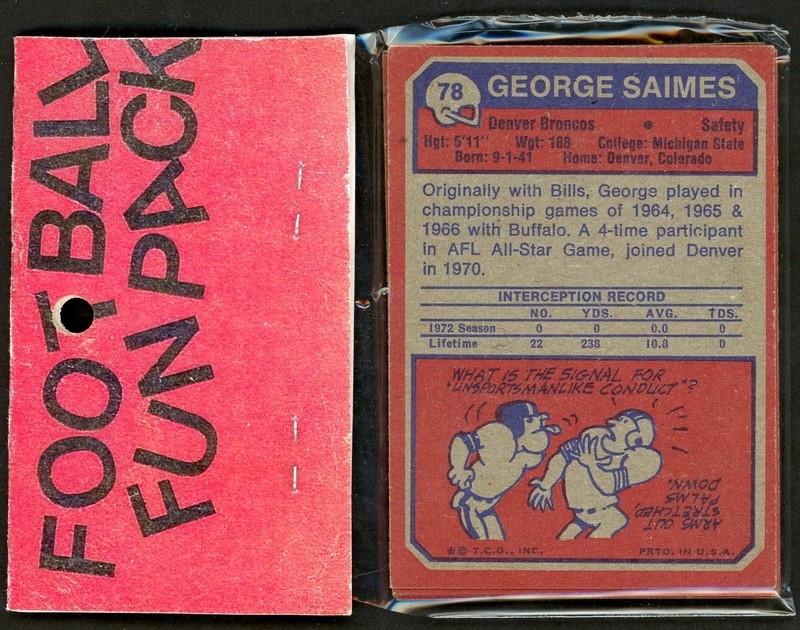 FOOTBALL
FUN PACK
78
GEORGE SAIMES
Denver Broncos • Safety
Hgt: 5'11" Wgt: 188 College: Michigan State
Born: 9-1-41 Home: Denver, Colorado
Originally with Bills, George played in
championship games of 1964, 1965 &
1966 with Buffalo. A 4-time participant
in AFL All-Star Game, joined Denver
in 1970.
INTERCEPTION RECORD
NO. YDS. AVG. TDS.
1972 Season 0 0 0.0 0
Lifetime 22 238 10.8 0
WHAT IS THE SIGNAL FOR
"UNSPORTSMANLIKE CONDUCT"?
ARMS OUT
STRETCHED,
PALMS
DOWN.
*© T.C.G., INC. PRTD. IN U.S.A.